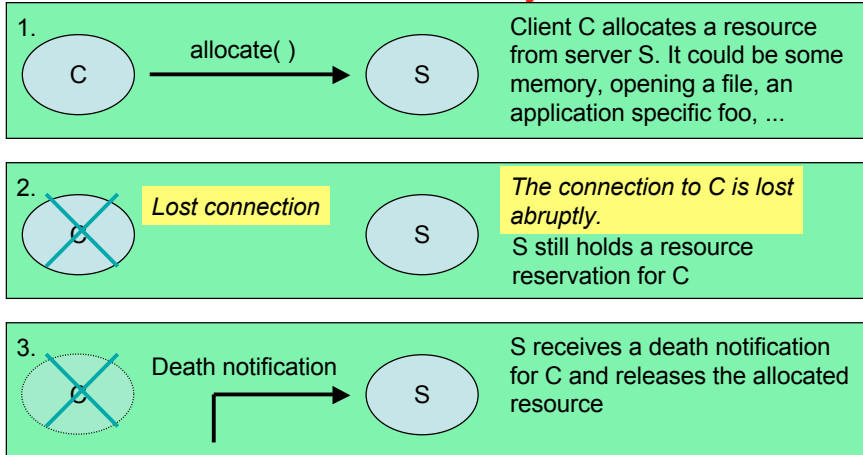 1.
C
allocate( )
S
Client C allocates a resource
from server S. It could be some
memory, opening a file, an
application specific foo, ...
2.
C
Lost connection
S
The connection to C is lost
abruptly.
S still holds a resource
reservation for C
3.
C
Death notification
S
S receives a death notification
for C and releases the allocated
resource